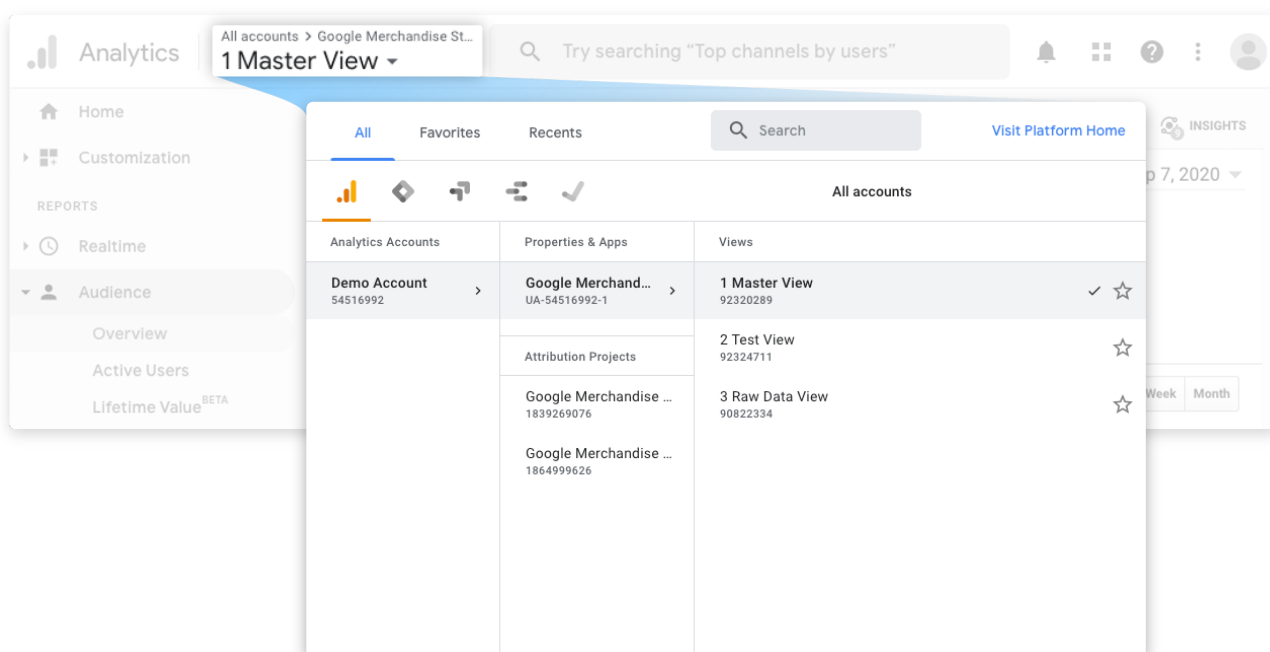 Analytics
All accounts > Google Merchandise St...
1 Master View
Try searching “Top channels by users”
Home
Customization
REPORTS
Realtime
Audience
Overview
Active Users
Lifetime Value BETA
INSIGHTS
p 7, 2020
Week
Month
All
Favorites
Recents
Search
Visit Platform Home
All accounts
Analytics Accounts
Properties & Apps
Views
Demo Account
54516992
Google Merchand...
UA-54516992-1
1 Master View
92320289
2 Test View
92324711
Attribution Projects
Google Merchandise ...
1839269076
3 Raw Data View
90822334
Google Merchandise ...
1864999626